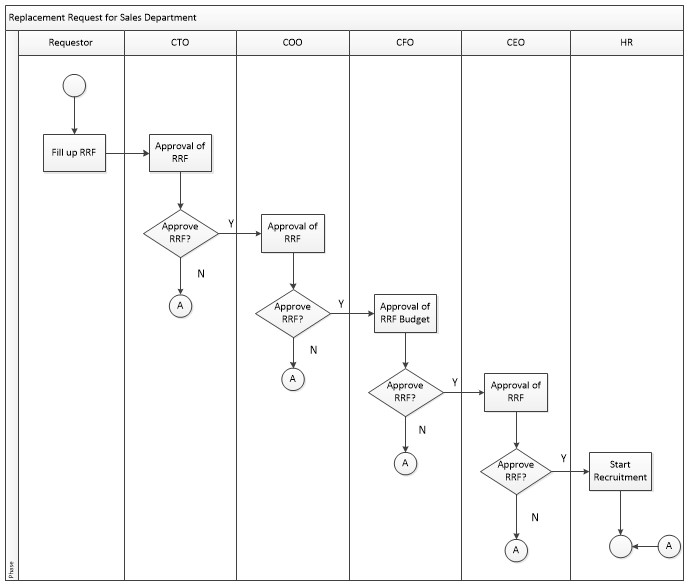 Replacement Request for Sales Department
Requestor
CTO
COO
CFO
CEO
HR
Fill up RRF
Approval of
RRF
Approve
RRF?
Y
N
A
Approval of
RRF
Approve
RRF?
Y
N
A
Approval of
RRF Budget
Approve
RRF?
Y
N
A
Approval of
RRF
Approve
RRF?
Y
N
A
Start
Recruitment
A
Phase